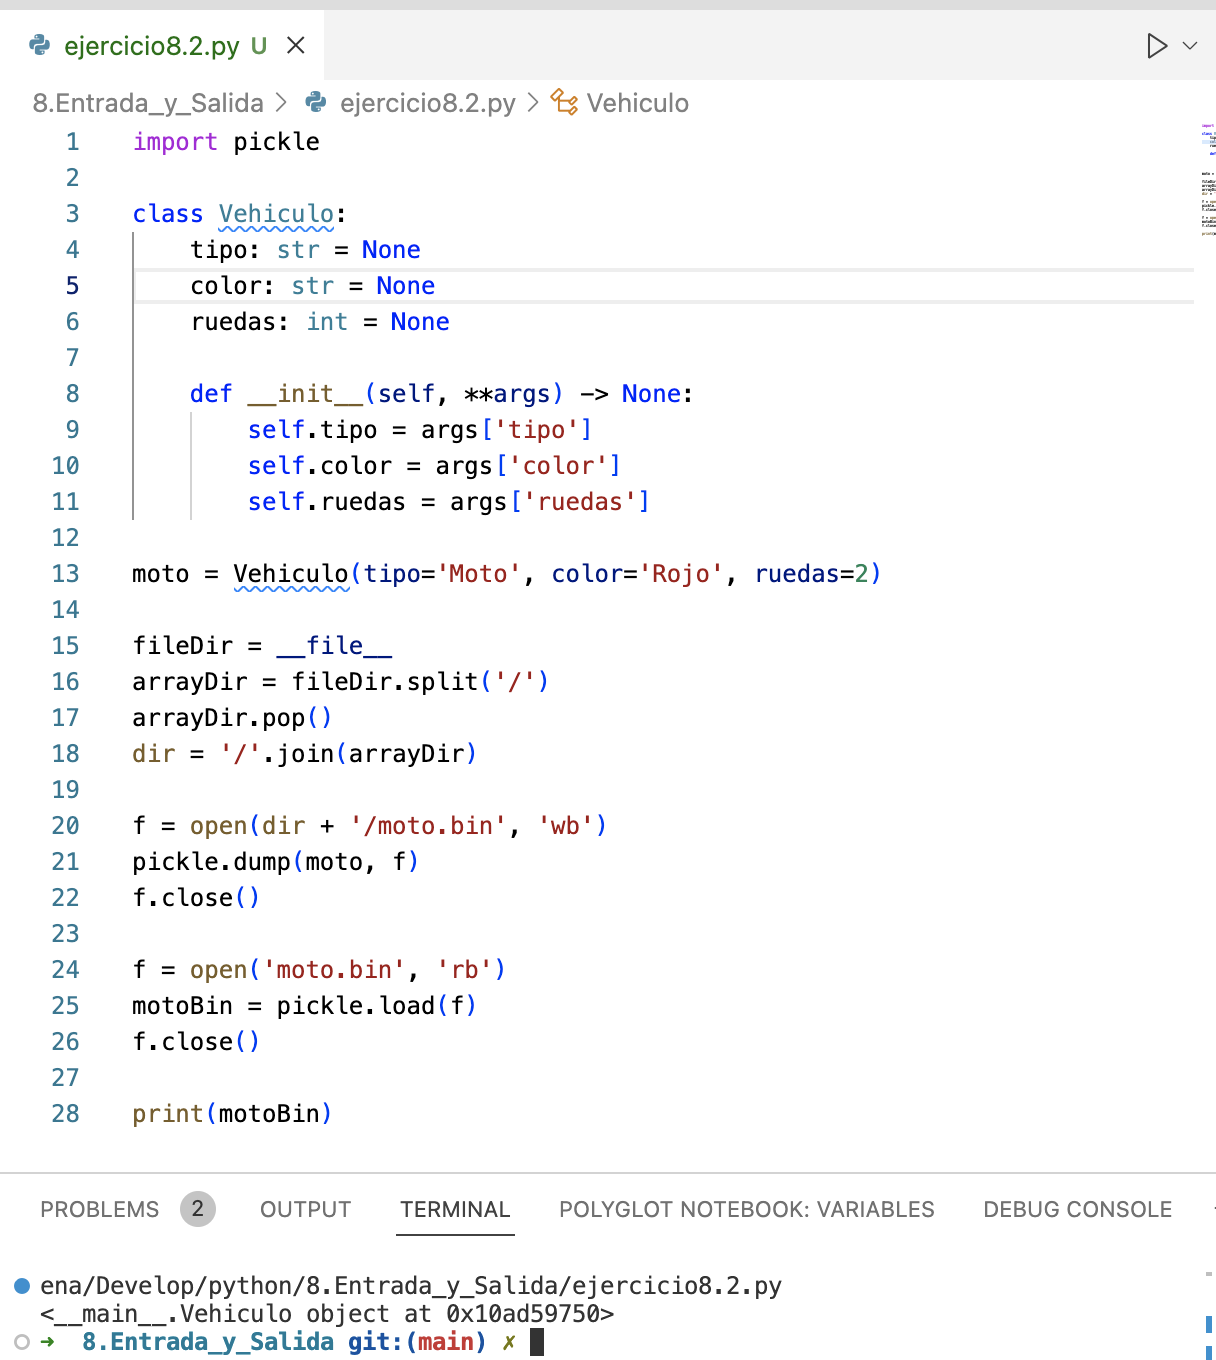 ejercicio8.2.py U
8.Entrada_y_Salida > ejercicio8.2.py > Vehiculo
1 import pickle
2
3 class Vehiculo:
4     tipo: str = None
5     color: str = None
6     ruedas: int = None
7
8     def __init__(self, **args) -> None:
9         self.tipo = args['tipo']
10         self.color = args['color']
11         self.ruedas = args['ruedas']
12
13 moto = Vehiculo(tipo='Moto', color='Rojo', ruedas=2)
14
15 fileDir = __file__
16 arrayDir = fileDir.split('/')
17 arrayDir.pop()
18 dir = '/'.join(arrayDir)
19
20 f = open(dir + '/moto.bin', 'wb')
21 pickle.dump(moto, f)
22 f.close()
23
24 f = open('moto.bin', 'rb')
25 motoBin = pickle.load(f)
26 f.close()
27
28 print(motoBin)
PROBLEMS 2 OUTPUT TERMINAL POLYGLOT NOTEBOOK: VARIABLES DEBUG CONSOLE
ena/Develop/python/8.Entrada_y_Salida/ejercicio8.2.py
<__main__.Vehiculo object at 0x10ad59750>
➜ 8.Entrada_y_Salida git:(main) ✗